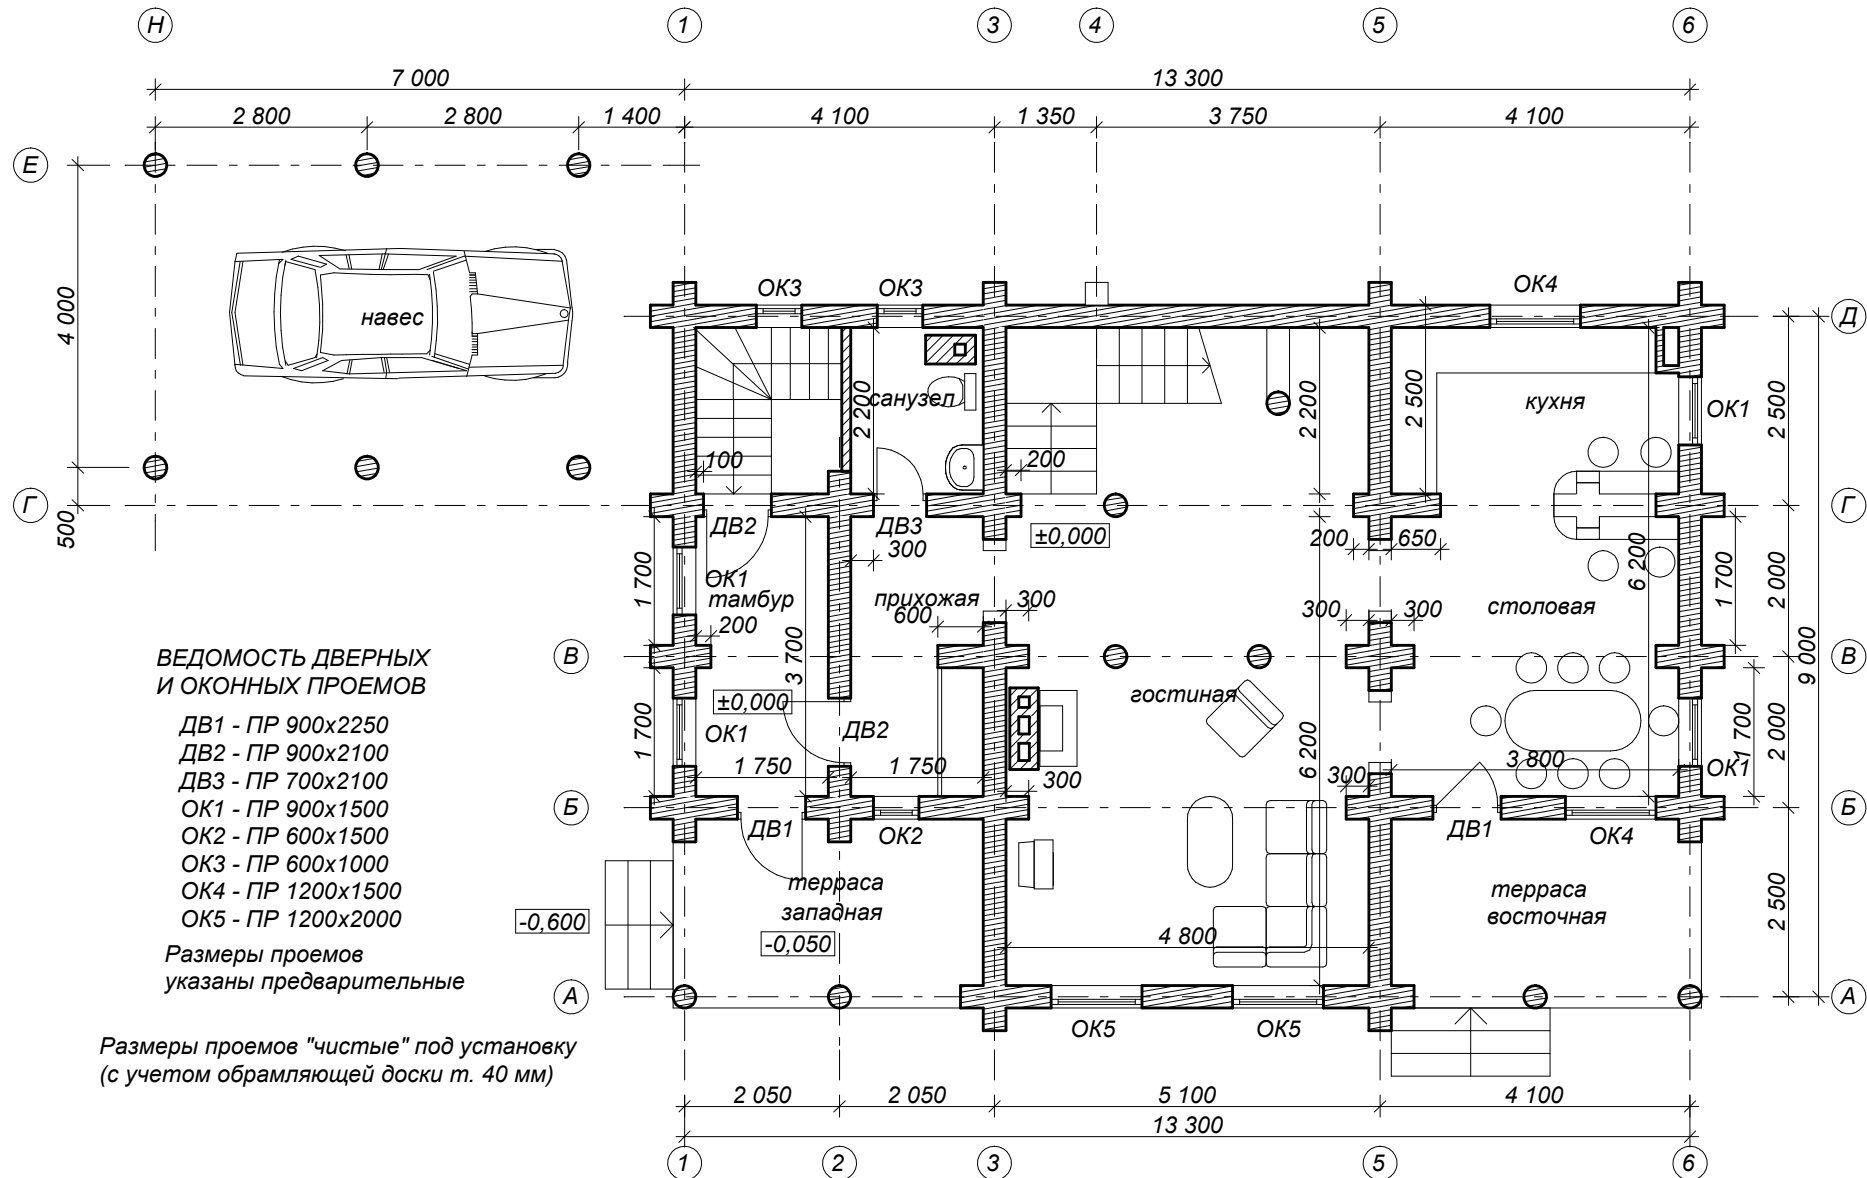 Н
1
3
4
5
6
7 000
13 300
2 800
2 800
1 400
4 100
1 350
3 750
4 100
Е
4 000
навес
ОК3
ОК3
ОК4
Д
2 200
санузел
2 200
2 500
кухня
ОК1
2 500
100
200
Г
500
ДВ2
ДВ3
300
±0,000
200
650
6 200
1 700
2 000
9 000
Г
1 700
ОК1
тамбур
прихожая
600
300
300
300
столовая
200
3 700
ВЕДОМОСТЬ ДВЕРНЫХ
И ОКОННЫХ ПРОЕМОВ
В
В
±0,000
гостиная
ДВ1 - ПР 900х2250
ДВ2 - ПР 900х2100
ДВ3 - ПР 700х2100
ОК1 - ПР 900х1500
ОК2 - ПР 600х1500
ОК3 - ПР 600х1000
ОК4 - ПР 1200х1500
ОК5 - ПР 1200х2000
1 700
ОК1
ДВ2
6 200
1 700
2 000
1 750
1 750
300
300
3 800
ОК1
Б
ДВ1
ОК2
ДВ1
ОК4
Б
терраса
западная
терраса
восточная
2 500
-0,600
-0,050
4 800
Размеры проемов
указаны предварительные
А
А
ОК5
ОК5
Размеры проемов "чистые" под установку
(с учетом обрамляющей доски т. 40 мм)
2 050
2 050
5 100
4 100
13 300
1
2
3
5
6